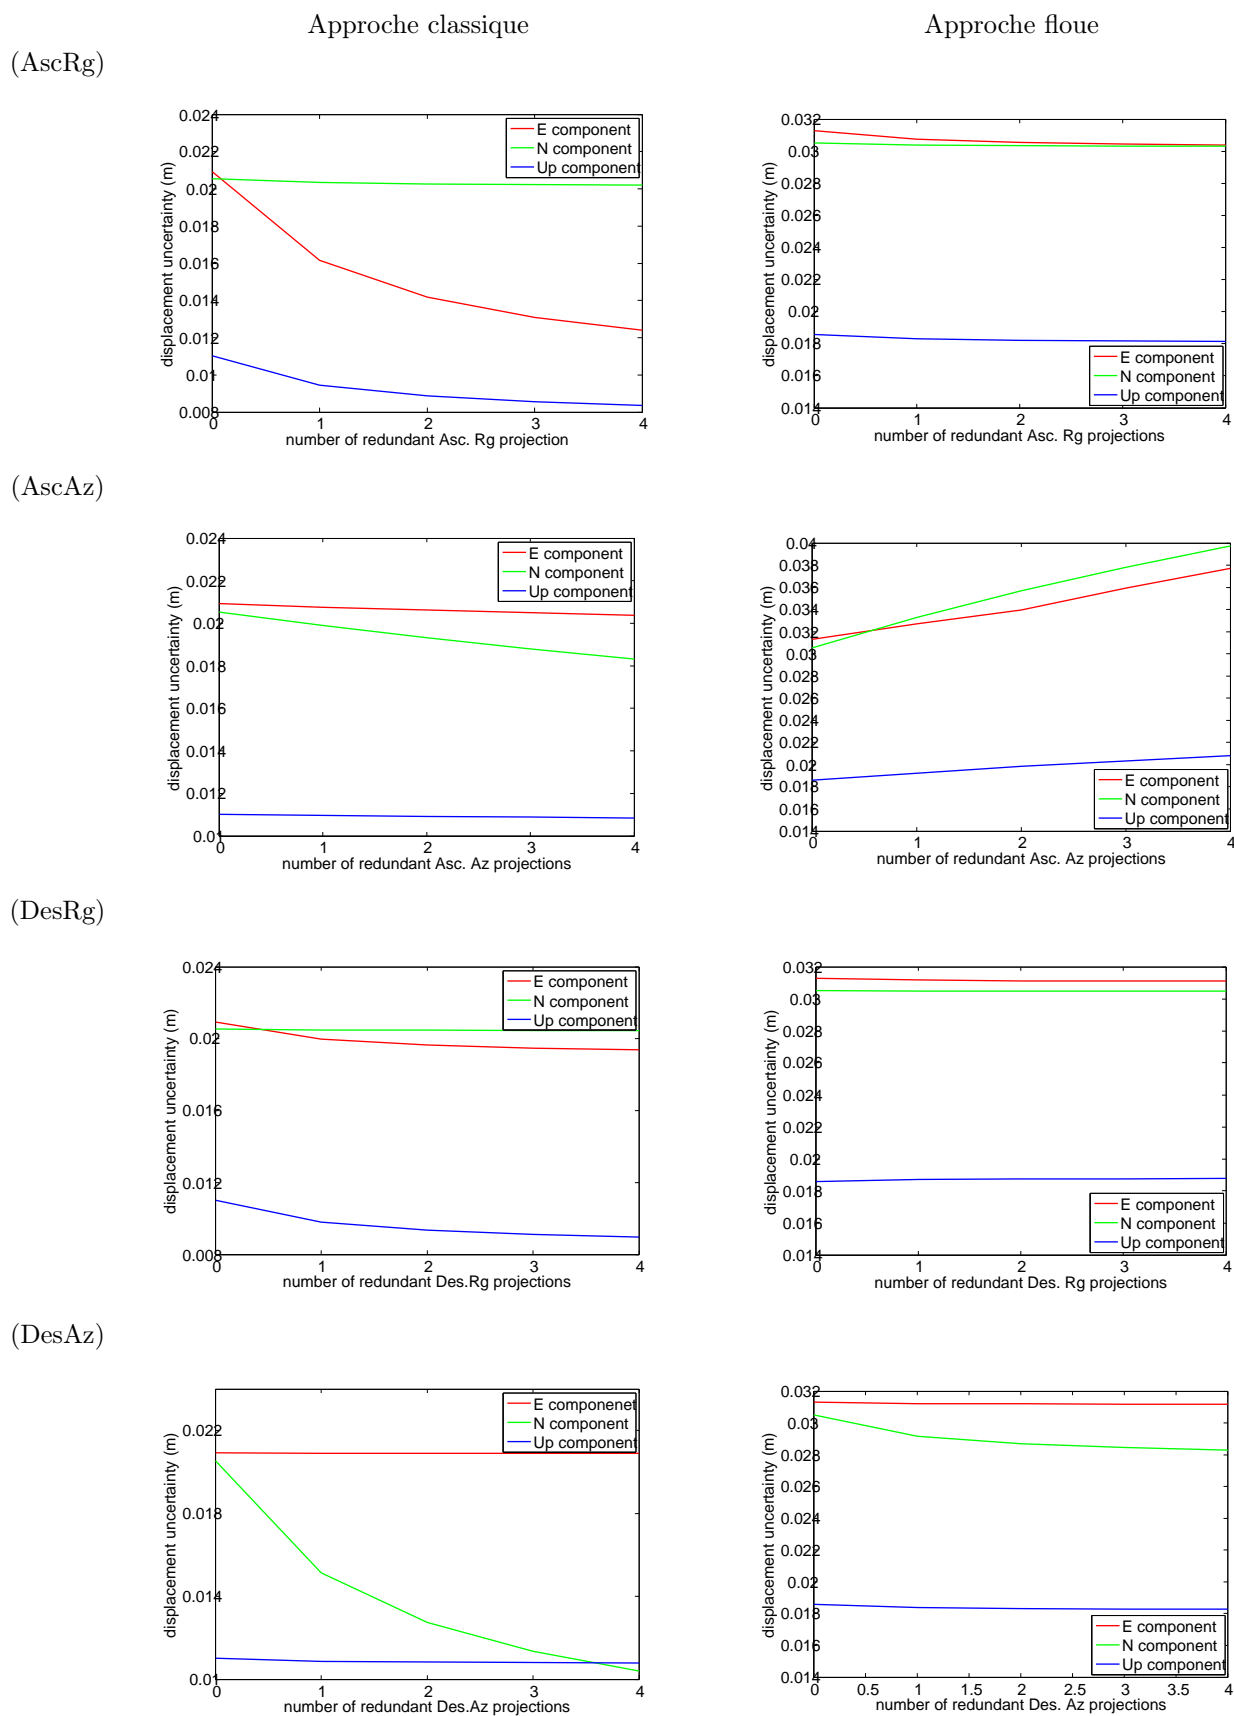 Approche classique
Approche floue
(AscRg)
0.024
0.022
0.02
0.018
0.016
0.014
0.012
0.01
0.008
displacement uncertainty (m)
E component
N component
Up component
0 1 2 3 4
number of redundant Asc. Rg projection
0.032
0.03
0.028
0.026
0.024
0.022
0.02
0.018
0.016
0.014
displacement uncertainty (m)
E component
N component
Up component
0 1 2 3 4
number of redundant Asc. Rg projections
(AscAz)
0.024
0.022
0.02
0.018
0.016
0.014
0.012
0.01
displacement uncertainty (m)
E component
N component
Up component
0 1 2 3 4
number of redundant Asc. Az projections
0.04
0.038
0.036
0.034
0.032
0.03
0.028
0.026
0.024
0.022
0.02
0.018
0.016
0.014
displacement uncertainty (m)
E component
N component
Up component
0 1 2 3 4
number of redundant Asc. Az projections
(DesRg)
0.024
0.02
0.016
0.012
0.008
displacement uncertainty (m)
E component
N component
Up component
0 1 2 3 4
number of redundant Des.Rg projections
0.032
0.03
0.028
0.026
0.024
0.022
0.02
0.018
0.016
0.014
displacement uncertainty (m)
E component
N component
Up component
0 1 2 3 4
number of redundant Des. Rg projections
(DesAz)
0.022
0.018
0.014
0.01
displacement uncertainty (m)
E componenet
N component
Up component
0 1 2 3 4
number of redundant Des.Az projections
0.032
0.03
0.028
0.026
0.024
0.022
0.02
0.018
0.016
0.014
displacement uncertainty (m)
E component
N component
Up component
0 0.5 1 1.5 2 2.5 3 3.5 4
number of redundant Des. Az projections